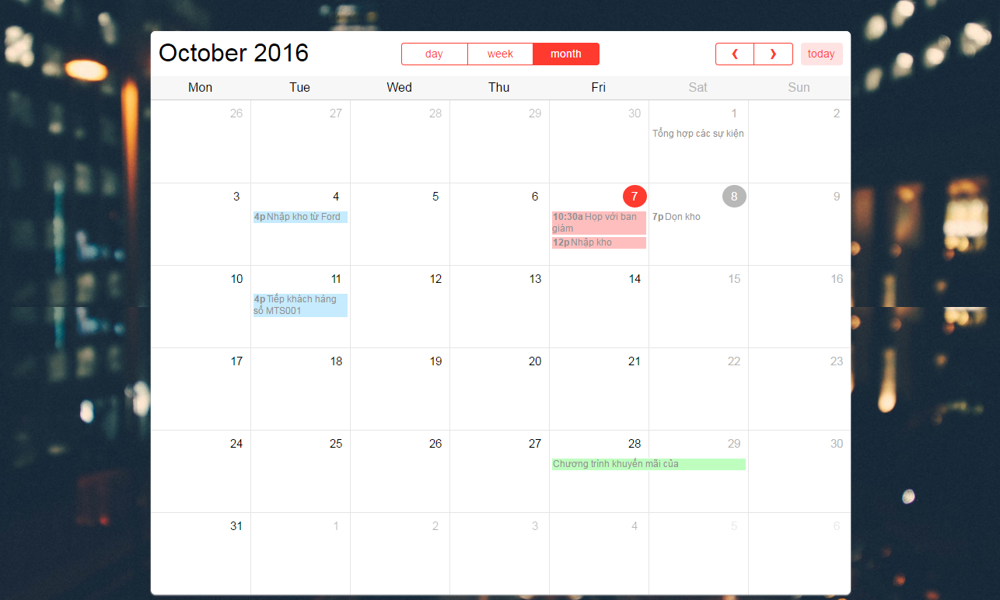 October 2016
day week month
❮ ❯ today
Mon Tue Wed Thu Fri Sat Sun
26 27 28 29 30 1 2
Tổng hợp các sự kiện
3 4 5 6 7 8 9
4p Nhập kho từ Ford
10:30a Họp với ban
giám
12p Nhập kho
7p Dọn kho
10 11 12 13 14 15 16
4p Tiếp khách hàng
số MTS001
17 18 19 20 21 22 23
24 25 26 27 28 29 30
Chương trình khuyến mãi của
31 1 2 3 4 5 6